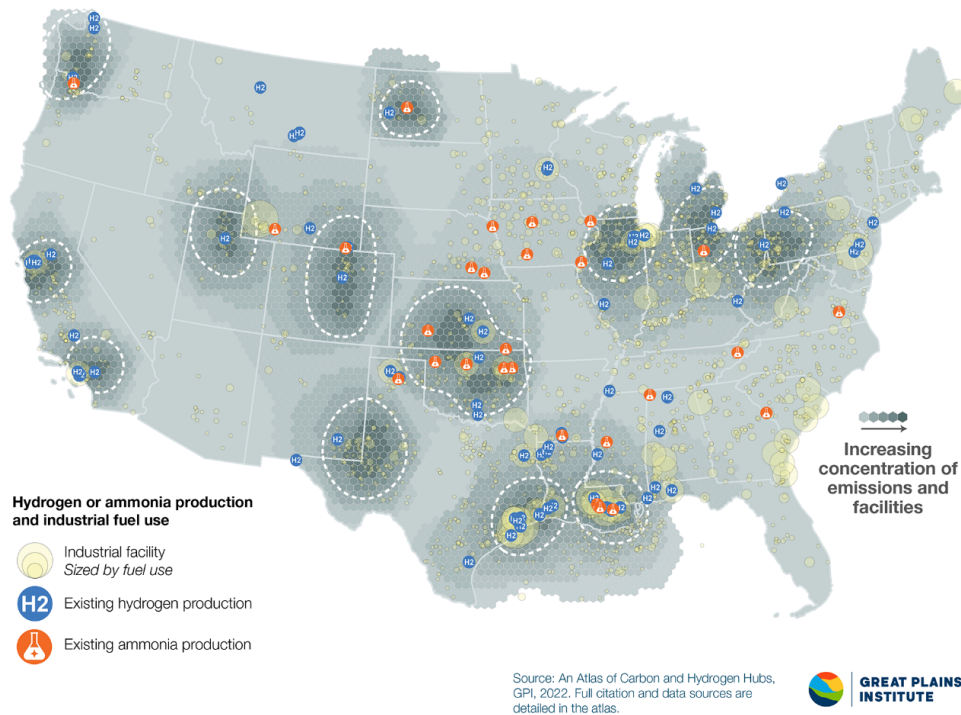 Increasing
concentration of
emissions and
facilities
Hydrogen or ammonia production
and industrial fuel use
Industrial facility
Sized by fuel use
H2 Existing hydrogen production
Existing ammonia production
Source: An Atlas of Carbon and Hydrogen Hubs,
GPI, 2022. Full citation and data sources are
detailed in the atlas.
GREAT PLAINS
INSTITUTE